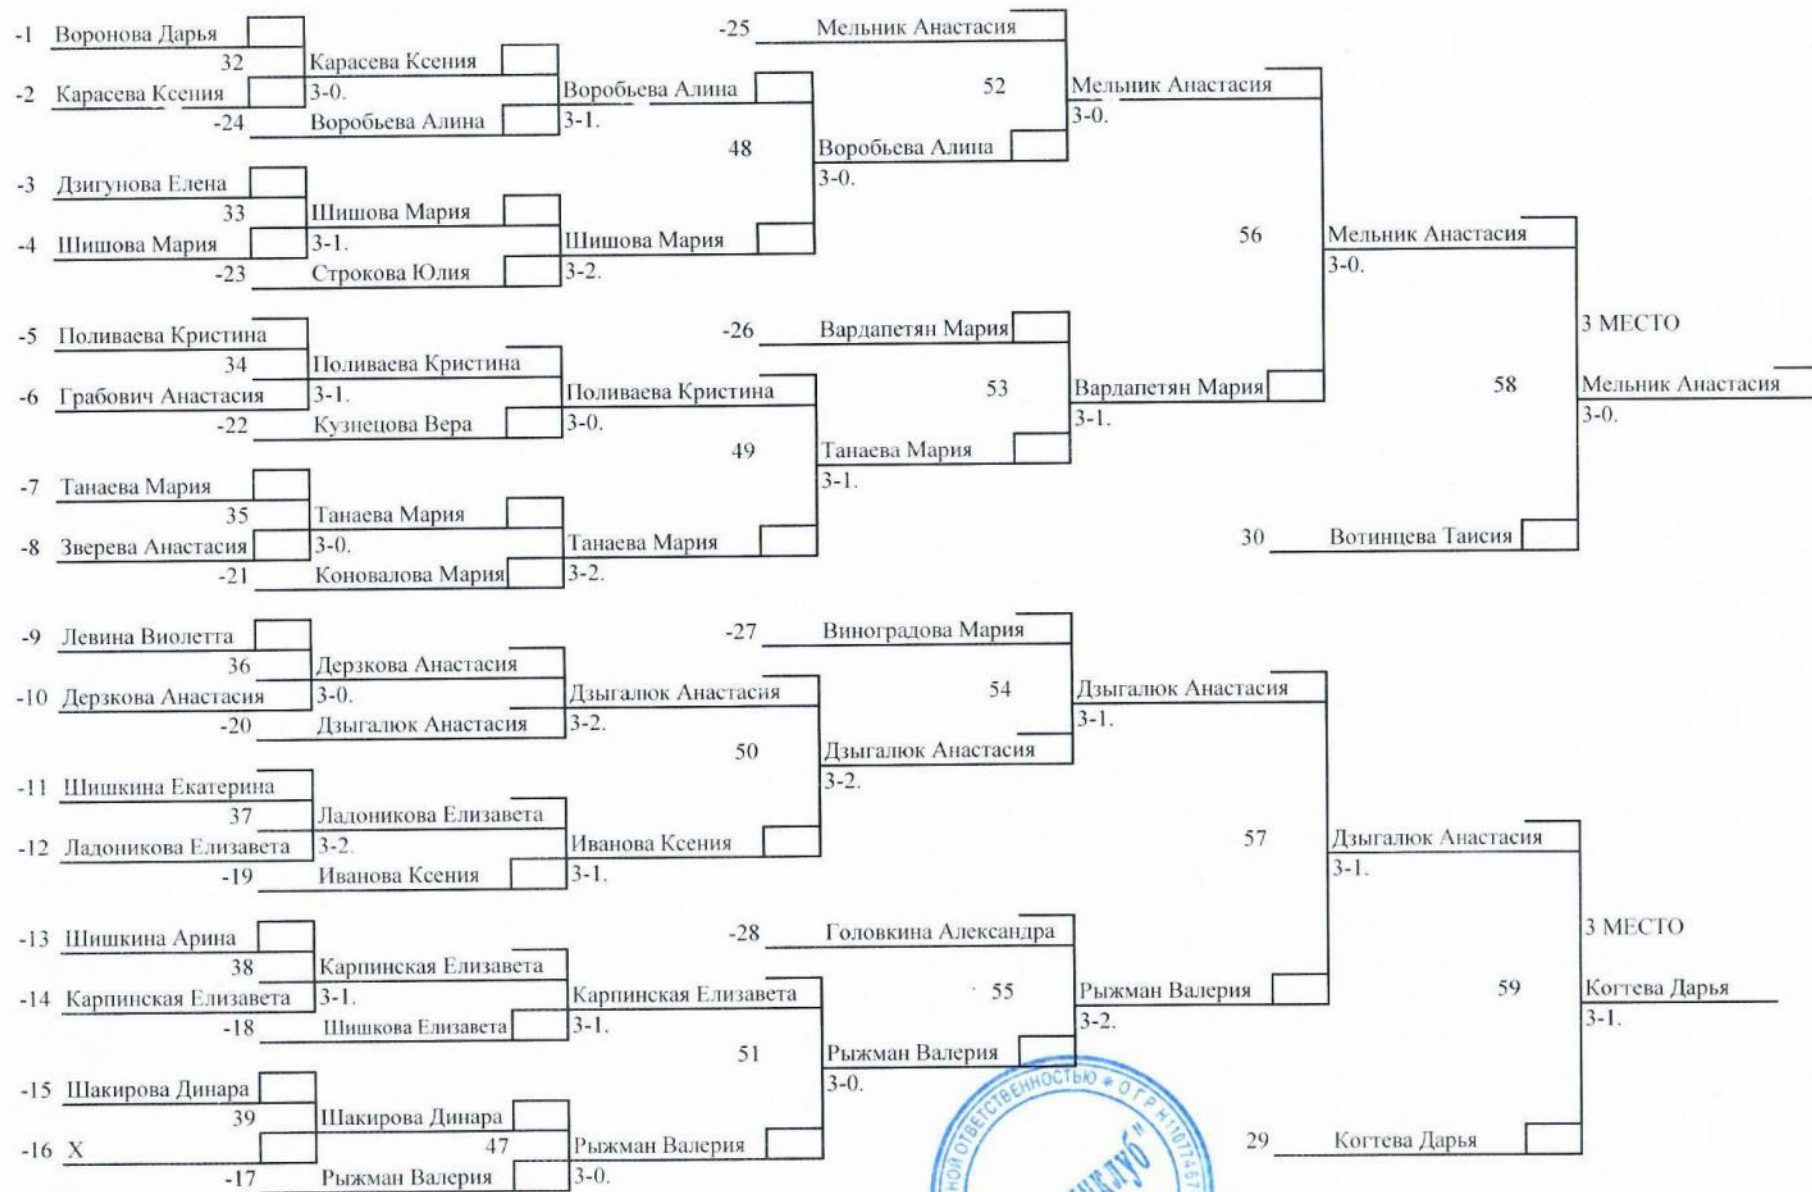 -1 Воронова Дарья
32
-2 Карасева Ксения
Карасева Ксения
3-0.
-24 Воробьева Алина
Воробьева Алина
3-1.
-3 Дзигунова Елена
33
-4 Шишова Мария
Шишова Мария
3-1.
-23 Строкова Юлия
Шишова Мария
3-2.
48
Воробьева Алина
3-0.
-25 Мельник Анастасия
52
Мельник Анастасия
3-0.
-5 Поливаева Кристина
34
-6 Грабович Анастасия
Поливаева Кристина
3-1.
-22 Кузнецова Вера
Поливаева Кристина
3-0.
-7 Танаева Мария
35
-8 Зверева Анастасия
Танаева Мария
3-0.
-21 Коновалова Мария
Танаева Мария
3-2.
49
Танаева Мария
3-1.
-26 Вардапетян Мария
53
Вардапетян Мария
3-1.
56
Мельник Анастасия
3-0.
58
30 Вотинцева Таисия
3 МЕСТО
Мельник Анастасия
3-0.
-9 Левина Виолетта
36
-10 Дерзкова Анастасия
Дерзкова Анастасия
3-0.
-20 Дзыгалюк Анастасия
Дзыгалюк Анастасия
3-2.
-11 Шишкина Екатерина
37
-12 Ладоникова Елизавета
Ладоникова Елизавета
3-2.
-19 Иванова Ксения
Иванова Ксения
3-1.
50
Дзыгалюк Анастасия
3-2.
-27 Виноградова Мария
54
Дзыгалюк Анастасия
3-1.
-13 Шишкина Арина
38
-14 Карпинская Елизавета
Карпинская Елизавета
3-1.
-18 Шишкова Елизавета
Карпинская Елизавета
3-1.
-15 Шакирова Динара
39
-16 X
Шакирова Динара
47
-17 Рыжман Валерия
Рыжман Валерия
3-0.
51
Рыжман Валерия
3-0.
-28 Головкина Александра
55
Рыжман Валерия
3-2.
57
Дзыгалюк Анастасия
3-1.
59
29 Когтева Дарья
3 МЕСТО
Когтева Дарья
3-1.
ОТВЕТСТВЕННОСТЬЮ * ОГРН